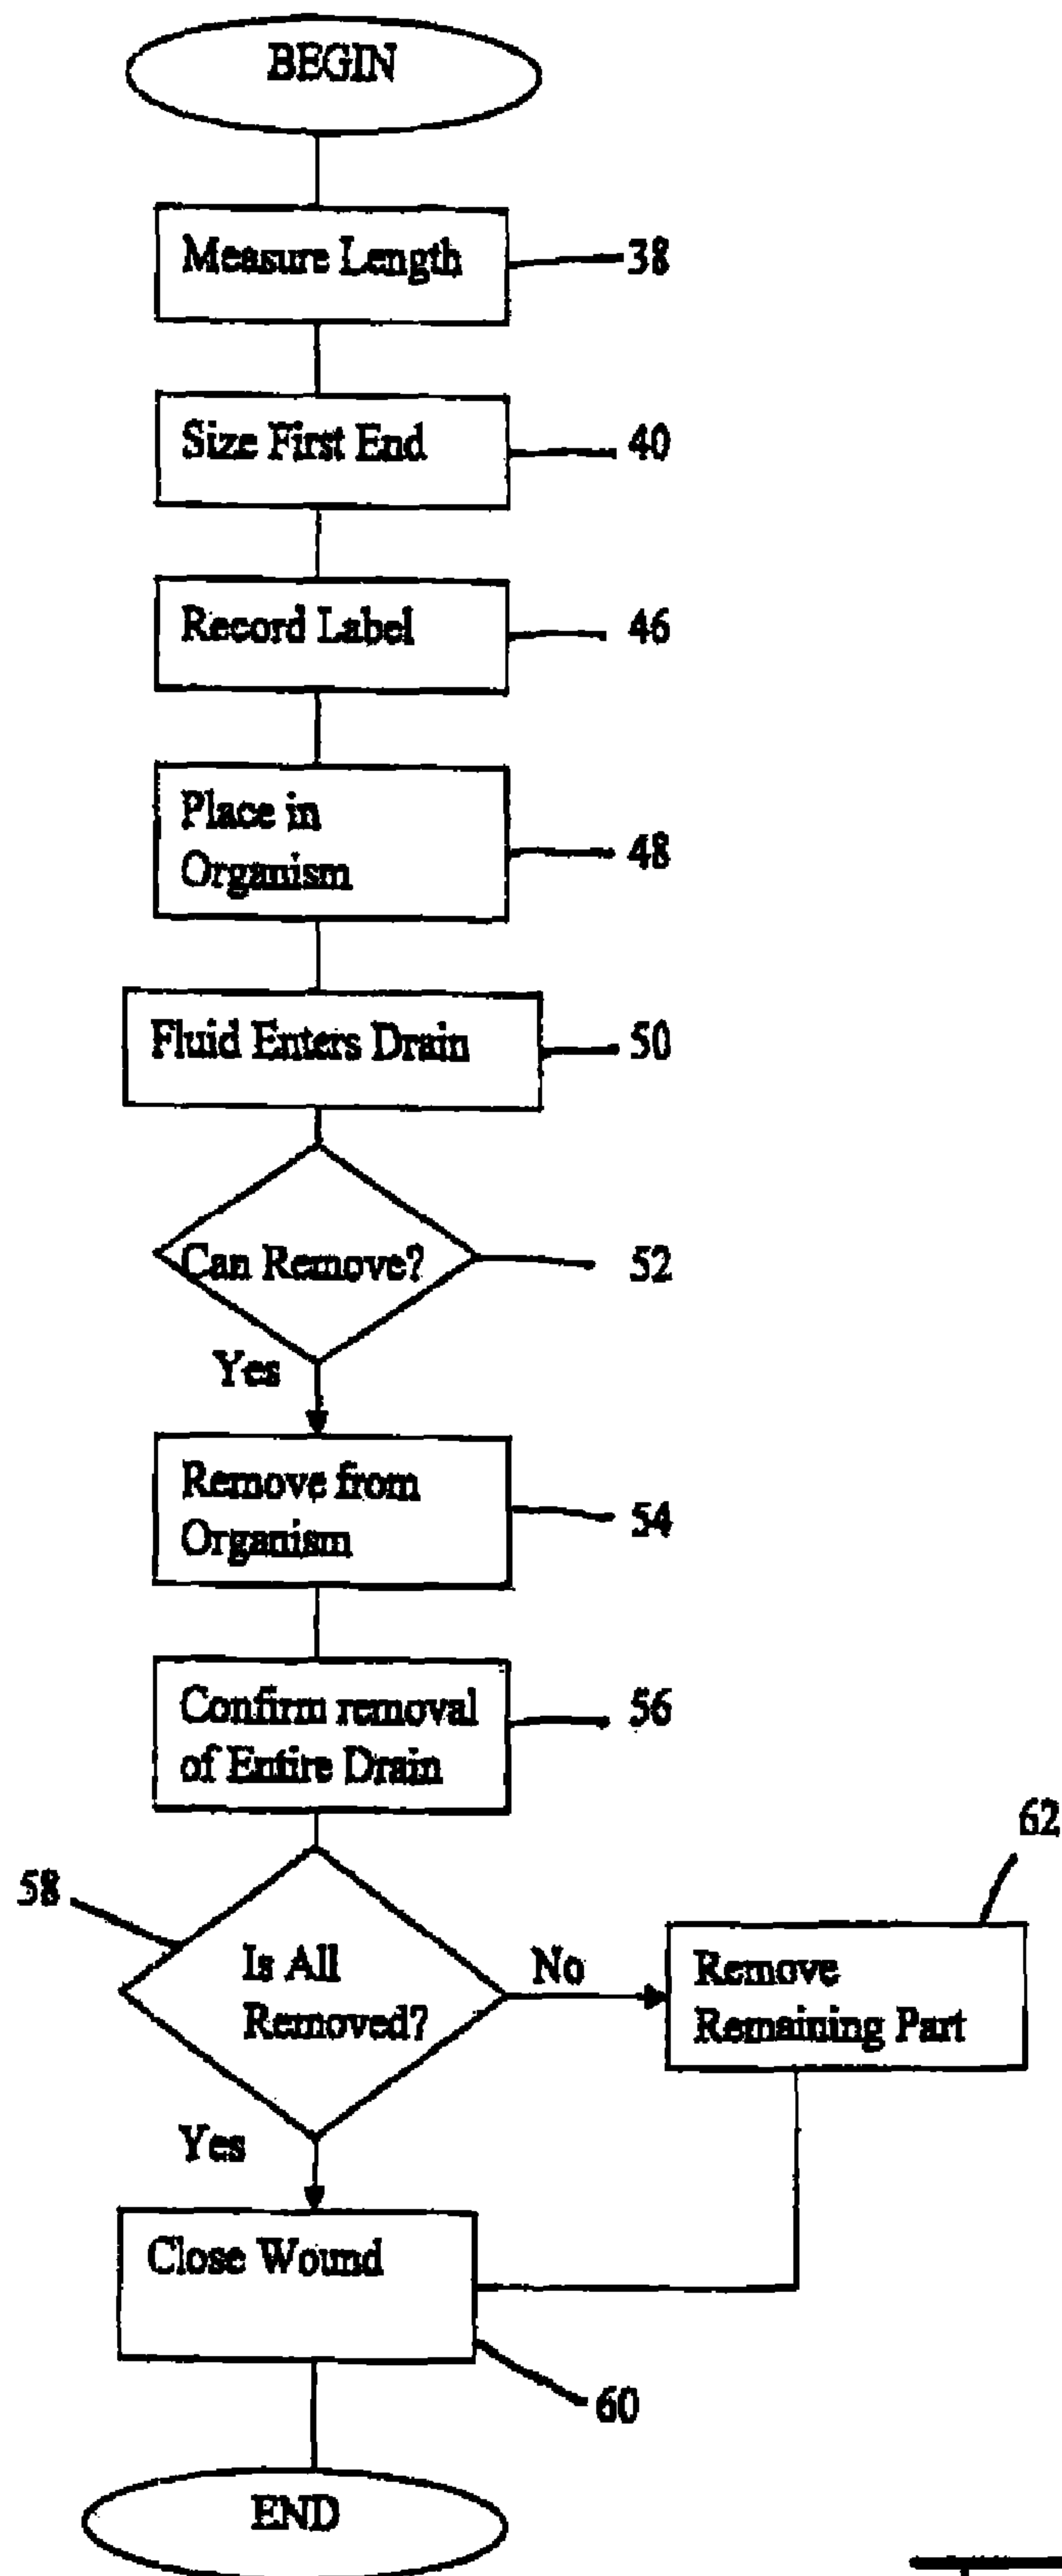 BEGIN
Measure Length
38
Size First End
40
Record Label
46
Place in
Organism
48
Fluid Enters Drain
50
Can Remove?
52
Yes
Remove from
Organism
54
Confirm removal
of Entire Drain
56
58
Is All
Removed?
No
62
Remove
Remaining Part
Yes
Close Wound
60
END